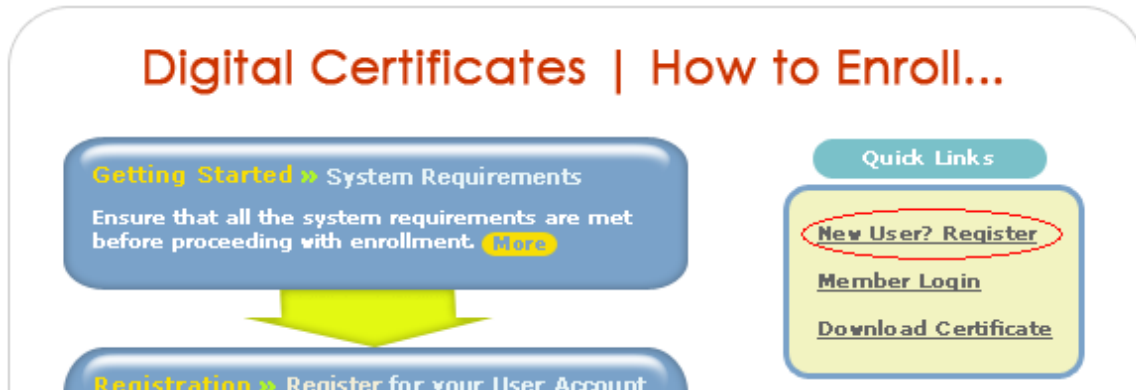 Digital Certificates | How to Enroll...
Getting Started » System Requirements
Ensure that all the system requirements are met
before proceeding with enrollment. More
Registration » Register for your User Account
Quick Links
New User? Register
Member Login
Download Certificate